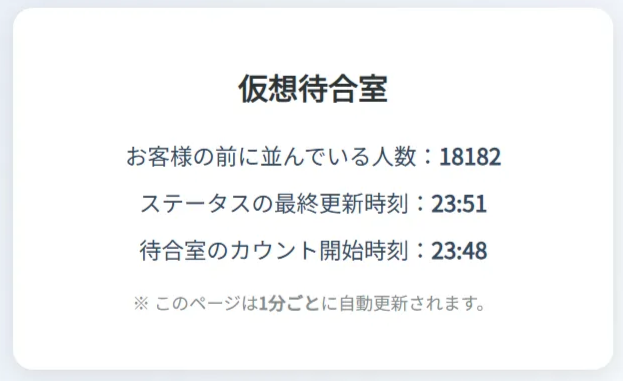 仮想待合室
お客様の前に並んでいる人数：18182
ステータスの最終更新時刻：23:51
待合室のカウント開始時刻：23:48
※ このページは1分ごとに自動更新されます。